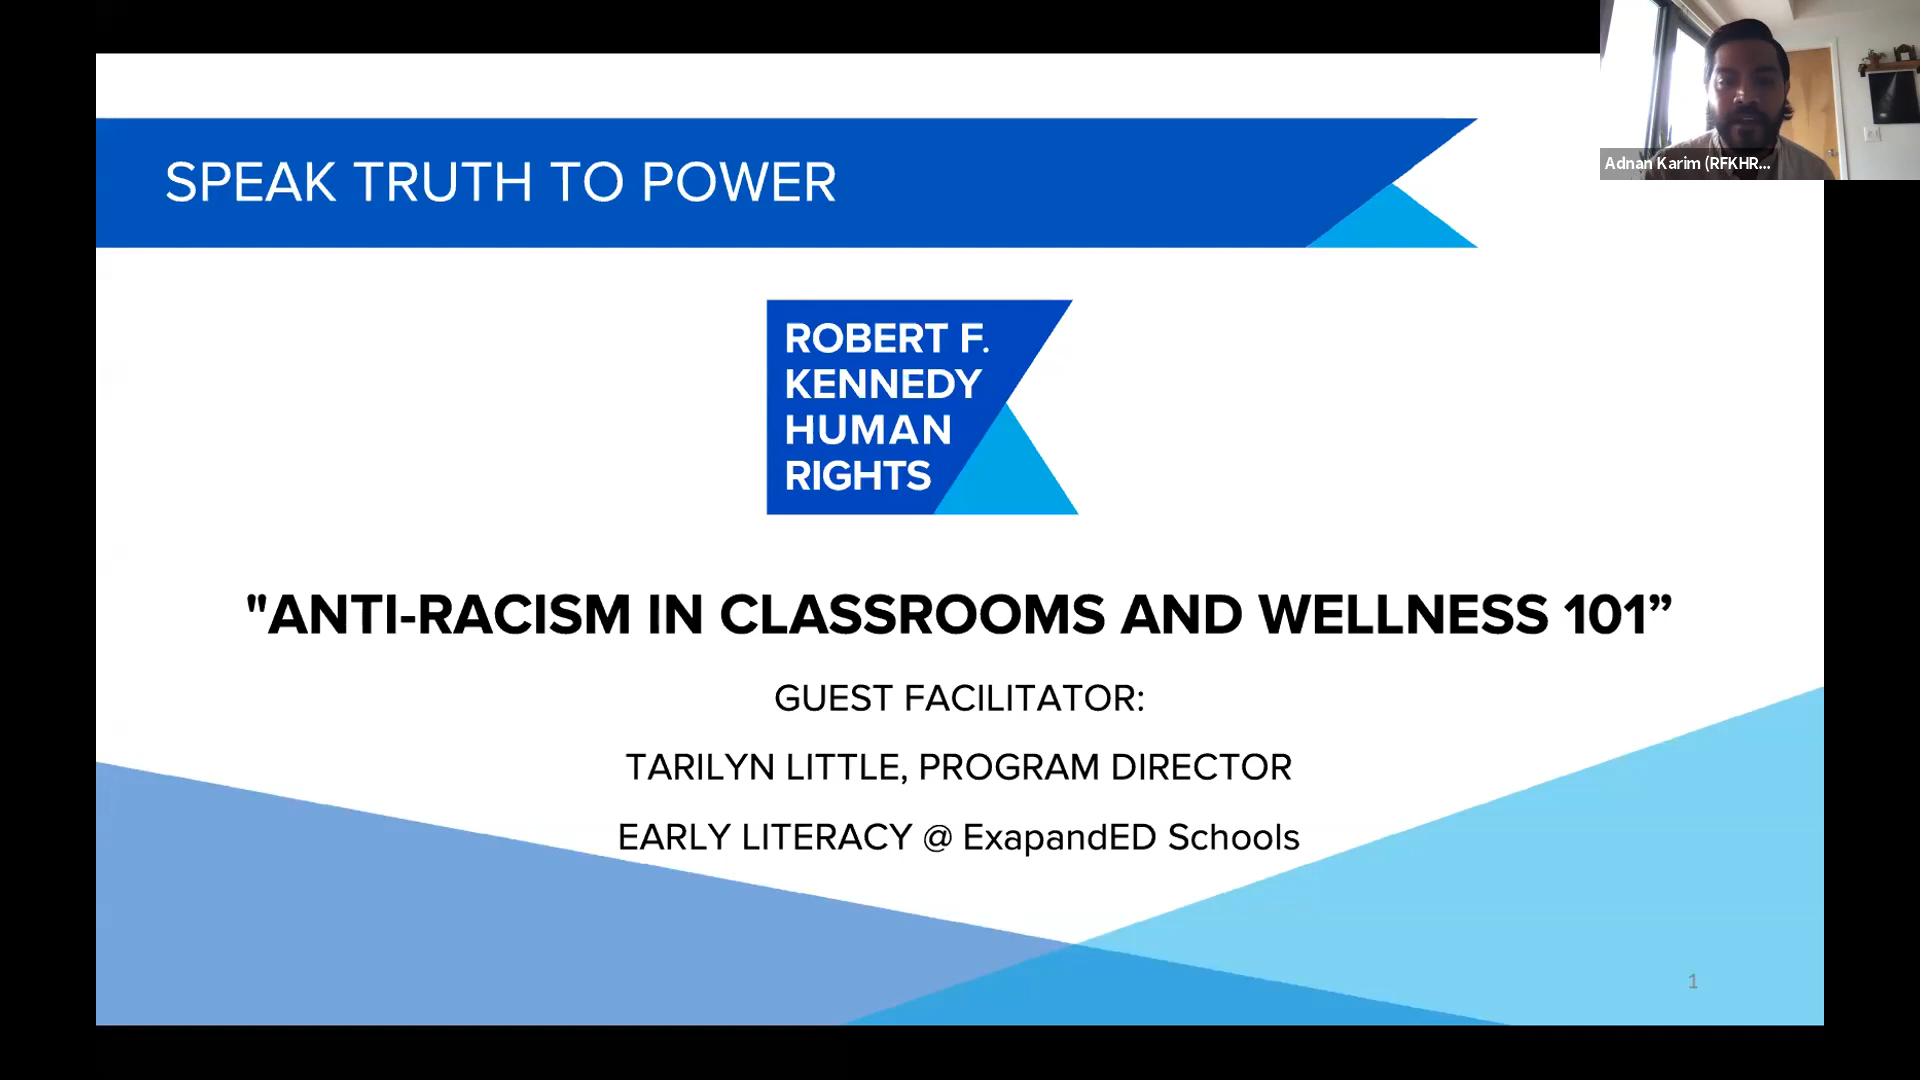 SPEAK TRUTH TO POWER
Adnan Karim (RFKHR...
ROBERT F.
KENNEDY
HUMAN
RIGHTS
"ANTI-RACISM IN CLASSROOMS AND WELLNESS 101”
GUEST FACILITATOR:
TARILYN LITTLE, PROGRAM DIRECTOR
EARLY LITERACY @ ExapandED Schools
1